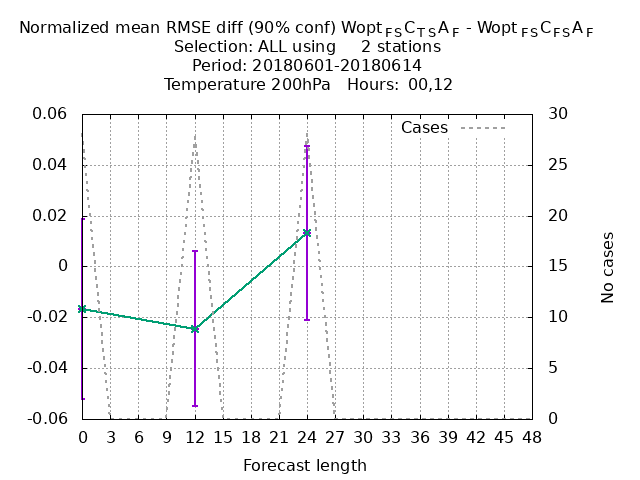 Normalized mean RMSE diff (90% conf) Wopt FS C T S A F - Wopt FS C FS A F
Selection: ALL using 2 stations
Period: 20180601-20180614
Temperature 200hPa Hours: 00,12
Cases
0.06
0.04
0.02
0
-0.02
-0.04
-0.06
30
25
20
15
10
5
0
No cases
0 3 6 9 12 15 18 21 24 27 30 33 36 39 42 45 48
Forecast length